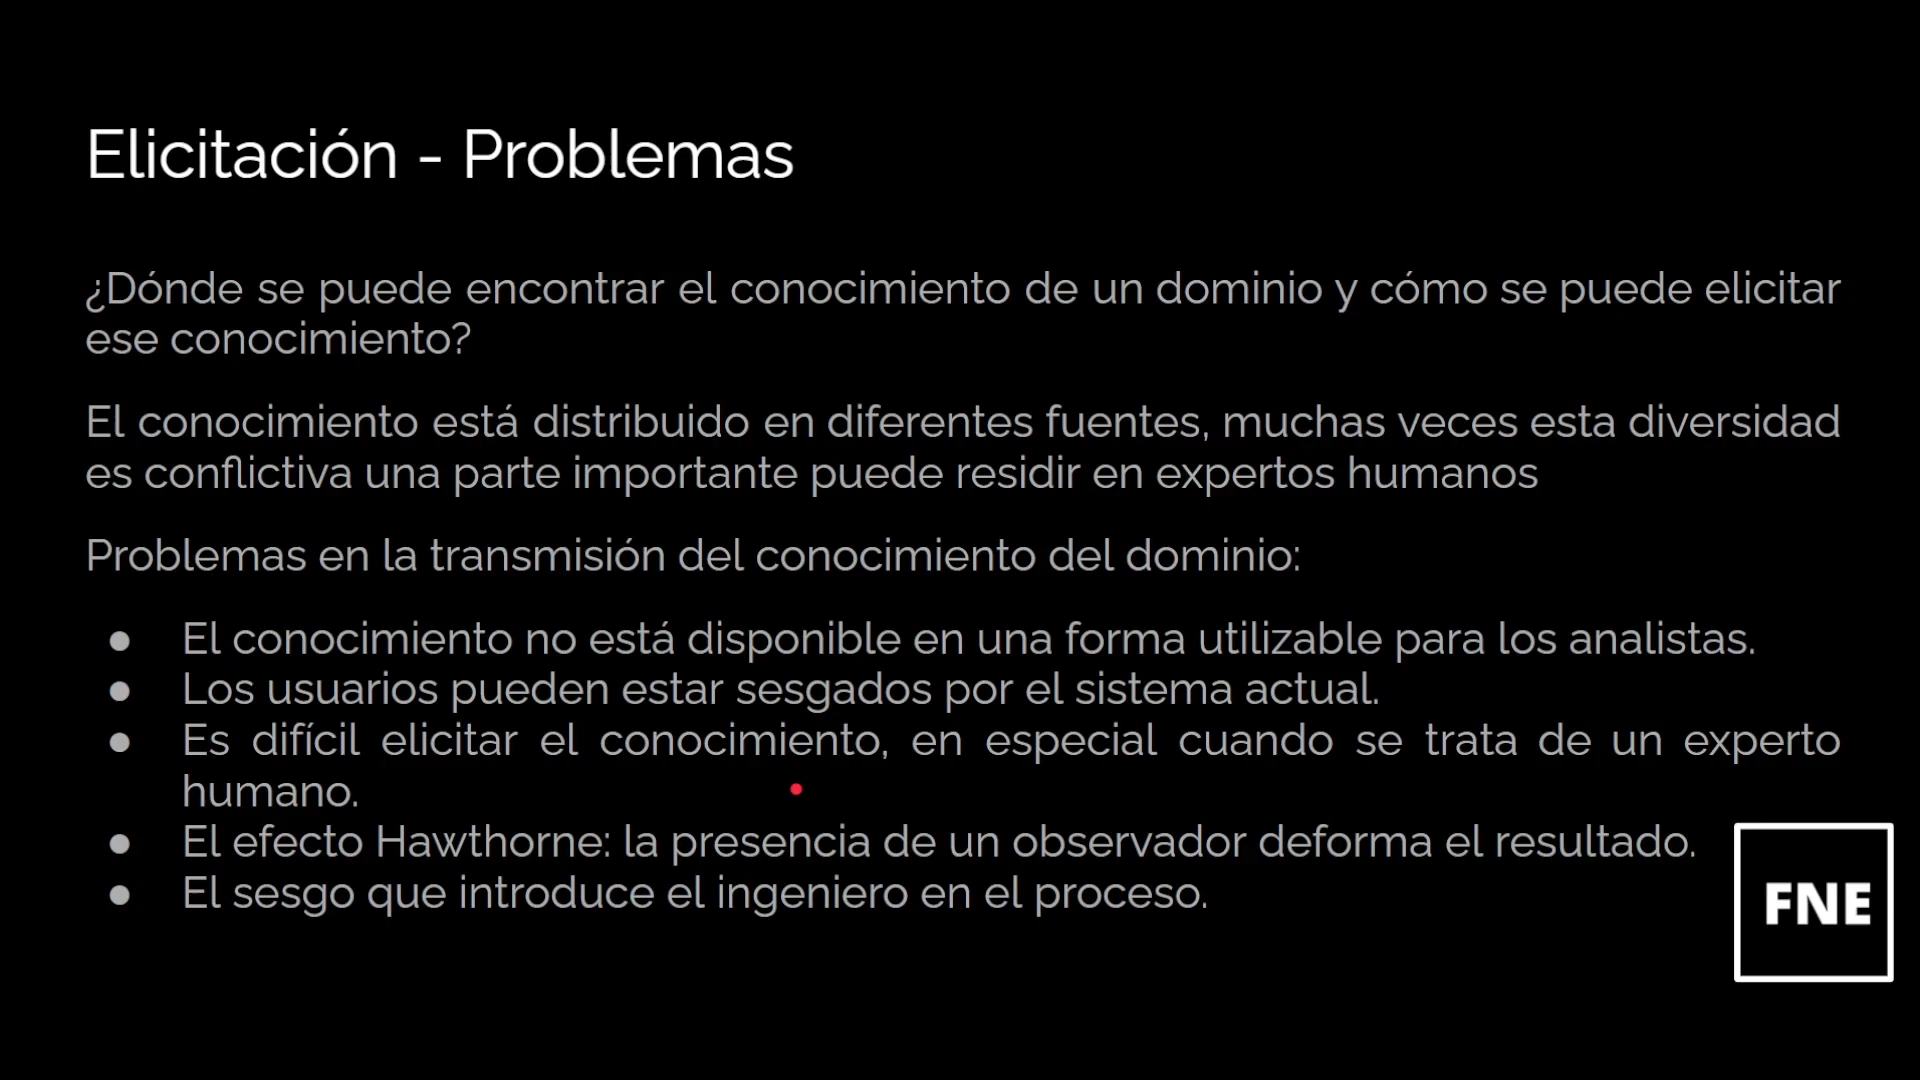 Elicitación - Problemas
¿Dónde se puede encontrar el conocimiento de un dominio y cómo se puede elicitar
ese conocimiento?
El conocimiento está distribuido en diferentes fuentes, muchas veces esta diversidad
es conflictiva una parte importante puede residir en expertos humanos
Problemas en la transmisión del conocimiento del dominio:
● El conocimiento no está disponible en una forma utilizable para los analistas.
● Los usuarios pueden estar sesgados por el sistema actual.
● Es difícil elicitar el conocimiento, en especial cuando se trata de un experto
humano.
● El efecto Hawthorne: la presencia de un observador deforma el resultado.
● El sesgo que introduce el ingeniero en el proceso.
FNE